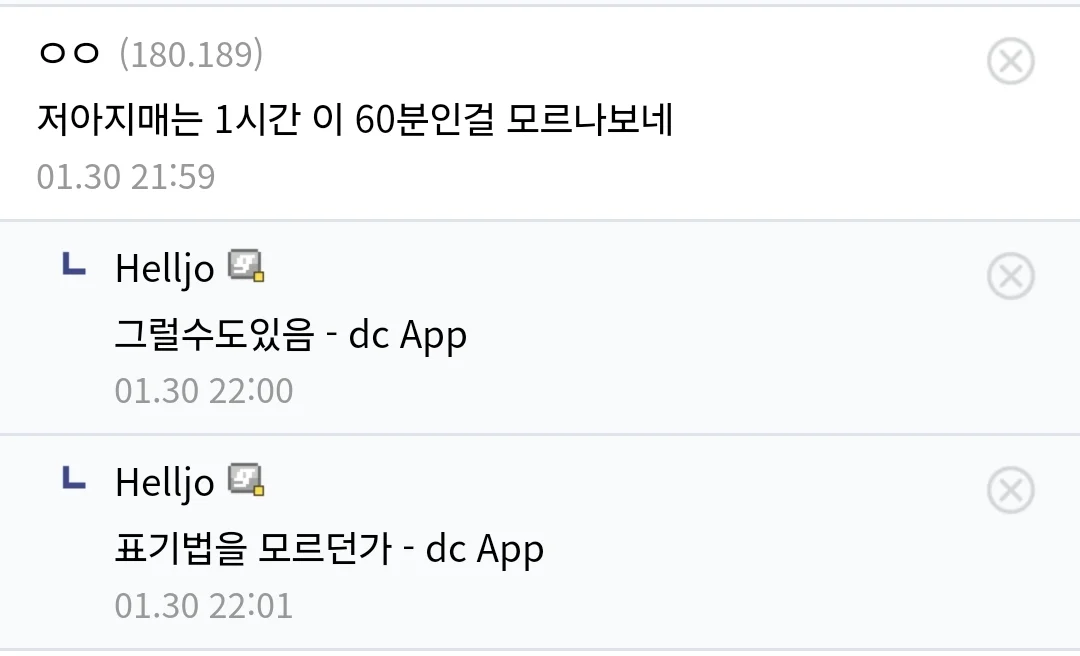 ㅇㅇ (180.189)
저아지매는 1시간 이 60분인걸 모르나보네
01.30 21:59
Helljo
그럴수도있음 - dc App
01.30 22:00
Helljo
표기법을 모르던가 - dc App
01.30 22:01